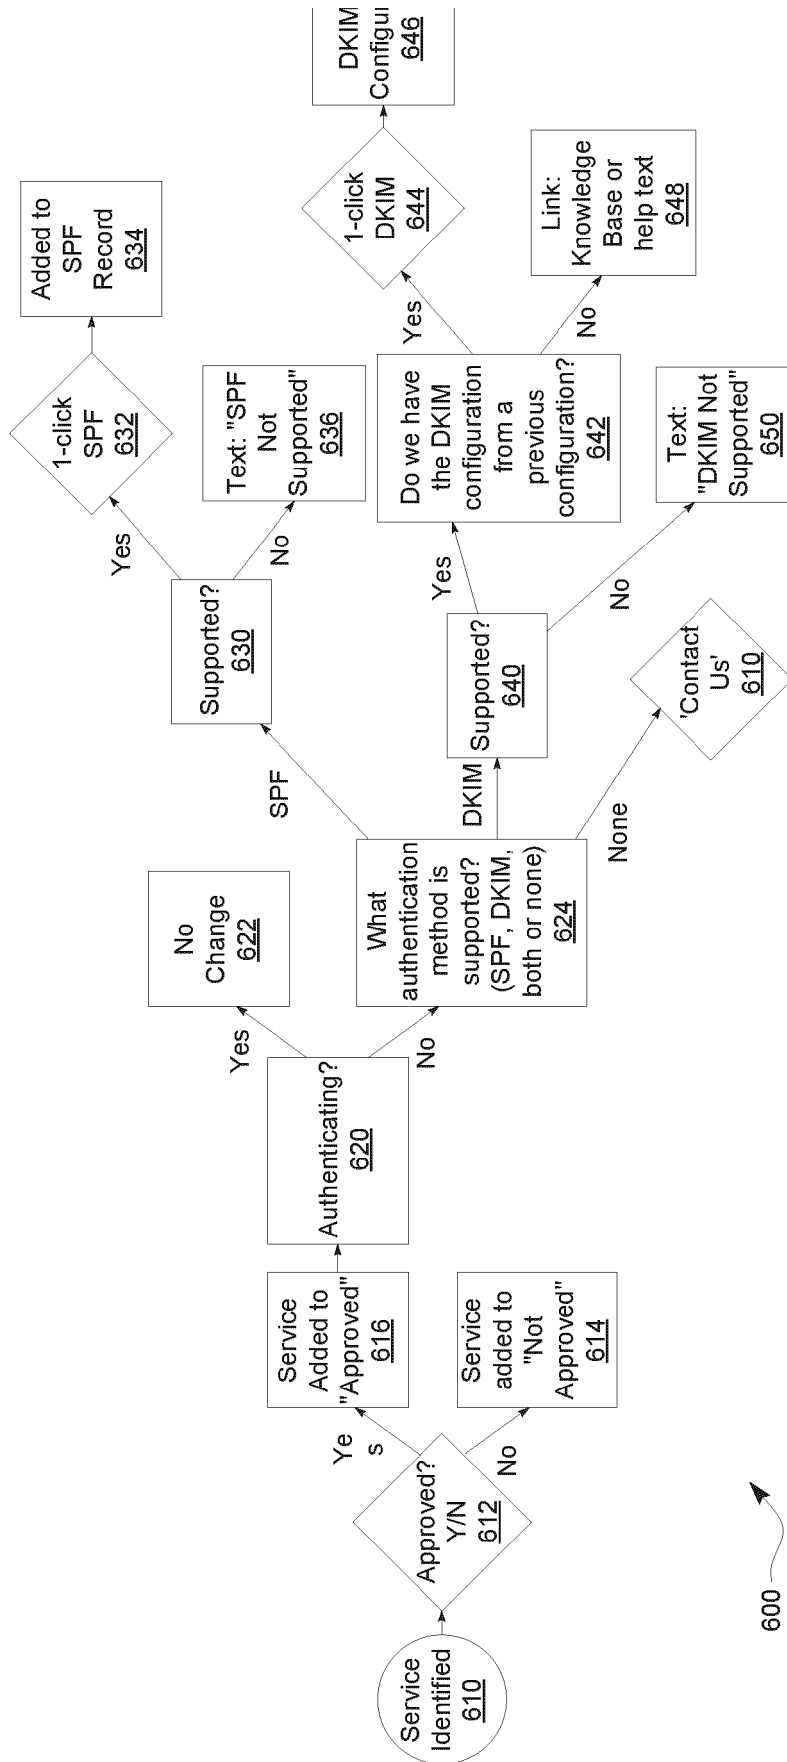 Service
Identified
610
Approved?
Y/N
612
Ye
s
No
Service
Added to
"Approved"
616
Service
added to
"Not
Approved"
614
Authenticating?
620
Yes
No
No
Change
622
What
authentication
method is
supported?
(SPF, DKIM,
both or none)
624
SPF
DKIM
None
Supported?
630
Yes
No
1-click
SPF
632
Added to
SPF
Record
634
Text: "SPF
Not
Supported"
636
Supported?
640
Yes
No
Do we have
the DKIM
configuration
from a
previous
configuration?
642
Yes
No
1-click
DKIM
644
DKIM
Configu
646
Link:
Knowledge
Base or
help text
648
Text:
"DKIM Not
Supported"
650
'Contact
Us'
610
600